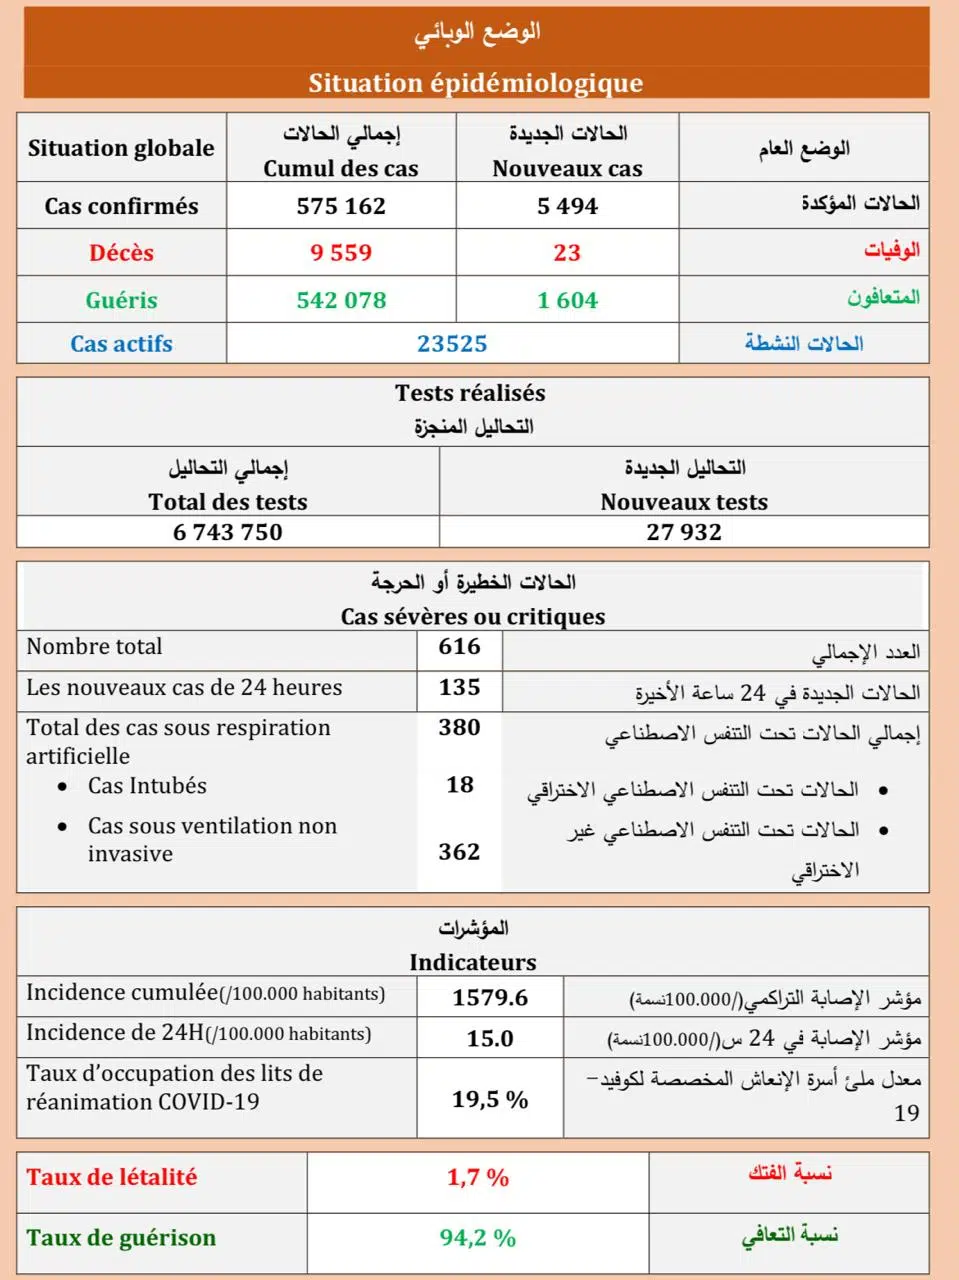 الوضع الوبائي
Situation épidémiologique
Situation globale
إجمالي الحالات
Cumul des cas
الحالات الجديدة
Nouveaux cas
الوضع العام
Cas confirmés 575 162 5 494 الحالات المؤكدة
Décès 9 559 23 الوفيات
Guéris 542 078 1 604 المتعافون
Cas actifs 23525 الحالات النشطة
Tests réalisés
التحاليل المنجزة
إجمالي التحاليل
Total des tests
التحاليل الجديدة
Nouveaux tests
6 743 750 27 932
الحالات الخطيرة أو الحرجة
Cas sévères ou critiques
Nombre total 616 العدد الإجمالي
Les nouveaux cas de 24 heures 135 الحالات الجديدة في 24 ساعة الأخيرة
Total des cas sous respiration
artificielle
380
إجمالي الحالات تحت التنفس الاصطناعي
• Cas Intubés 18 • الحالات تحت التنفس الاصطناعي الاختراقي
• Cas sous ventilation non
invasive
362
• الحالات تحت التنفس الاصطناعي غير
الاختراقي
المؤشرات
Indicateurs
Incidence cumulée(/100.000 habitants) 1579.6 مؤشر الإصابة التراكمي(/100.000نسمة)
Incidence de 24H(/100.000 habitants) 15.0 مؤشر الإصابة في 24 س(/100.000نسمة)
Taux d’occupation des lits de
réanimation COVID-19
19,5 %
معدل ملئ أسرة الإنعاش المخصصة لكوفيد–
19
Taux de létalité 1,7 % نسبة الفتك
Taux de guérison 94,2 % نسبة التعافي